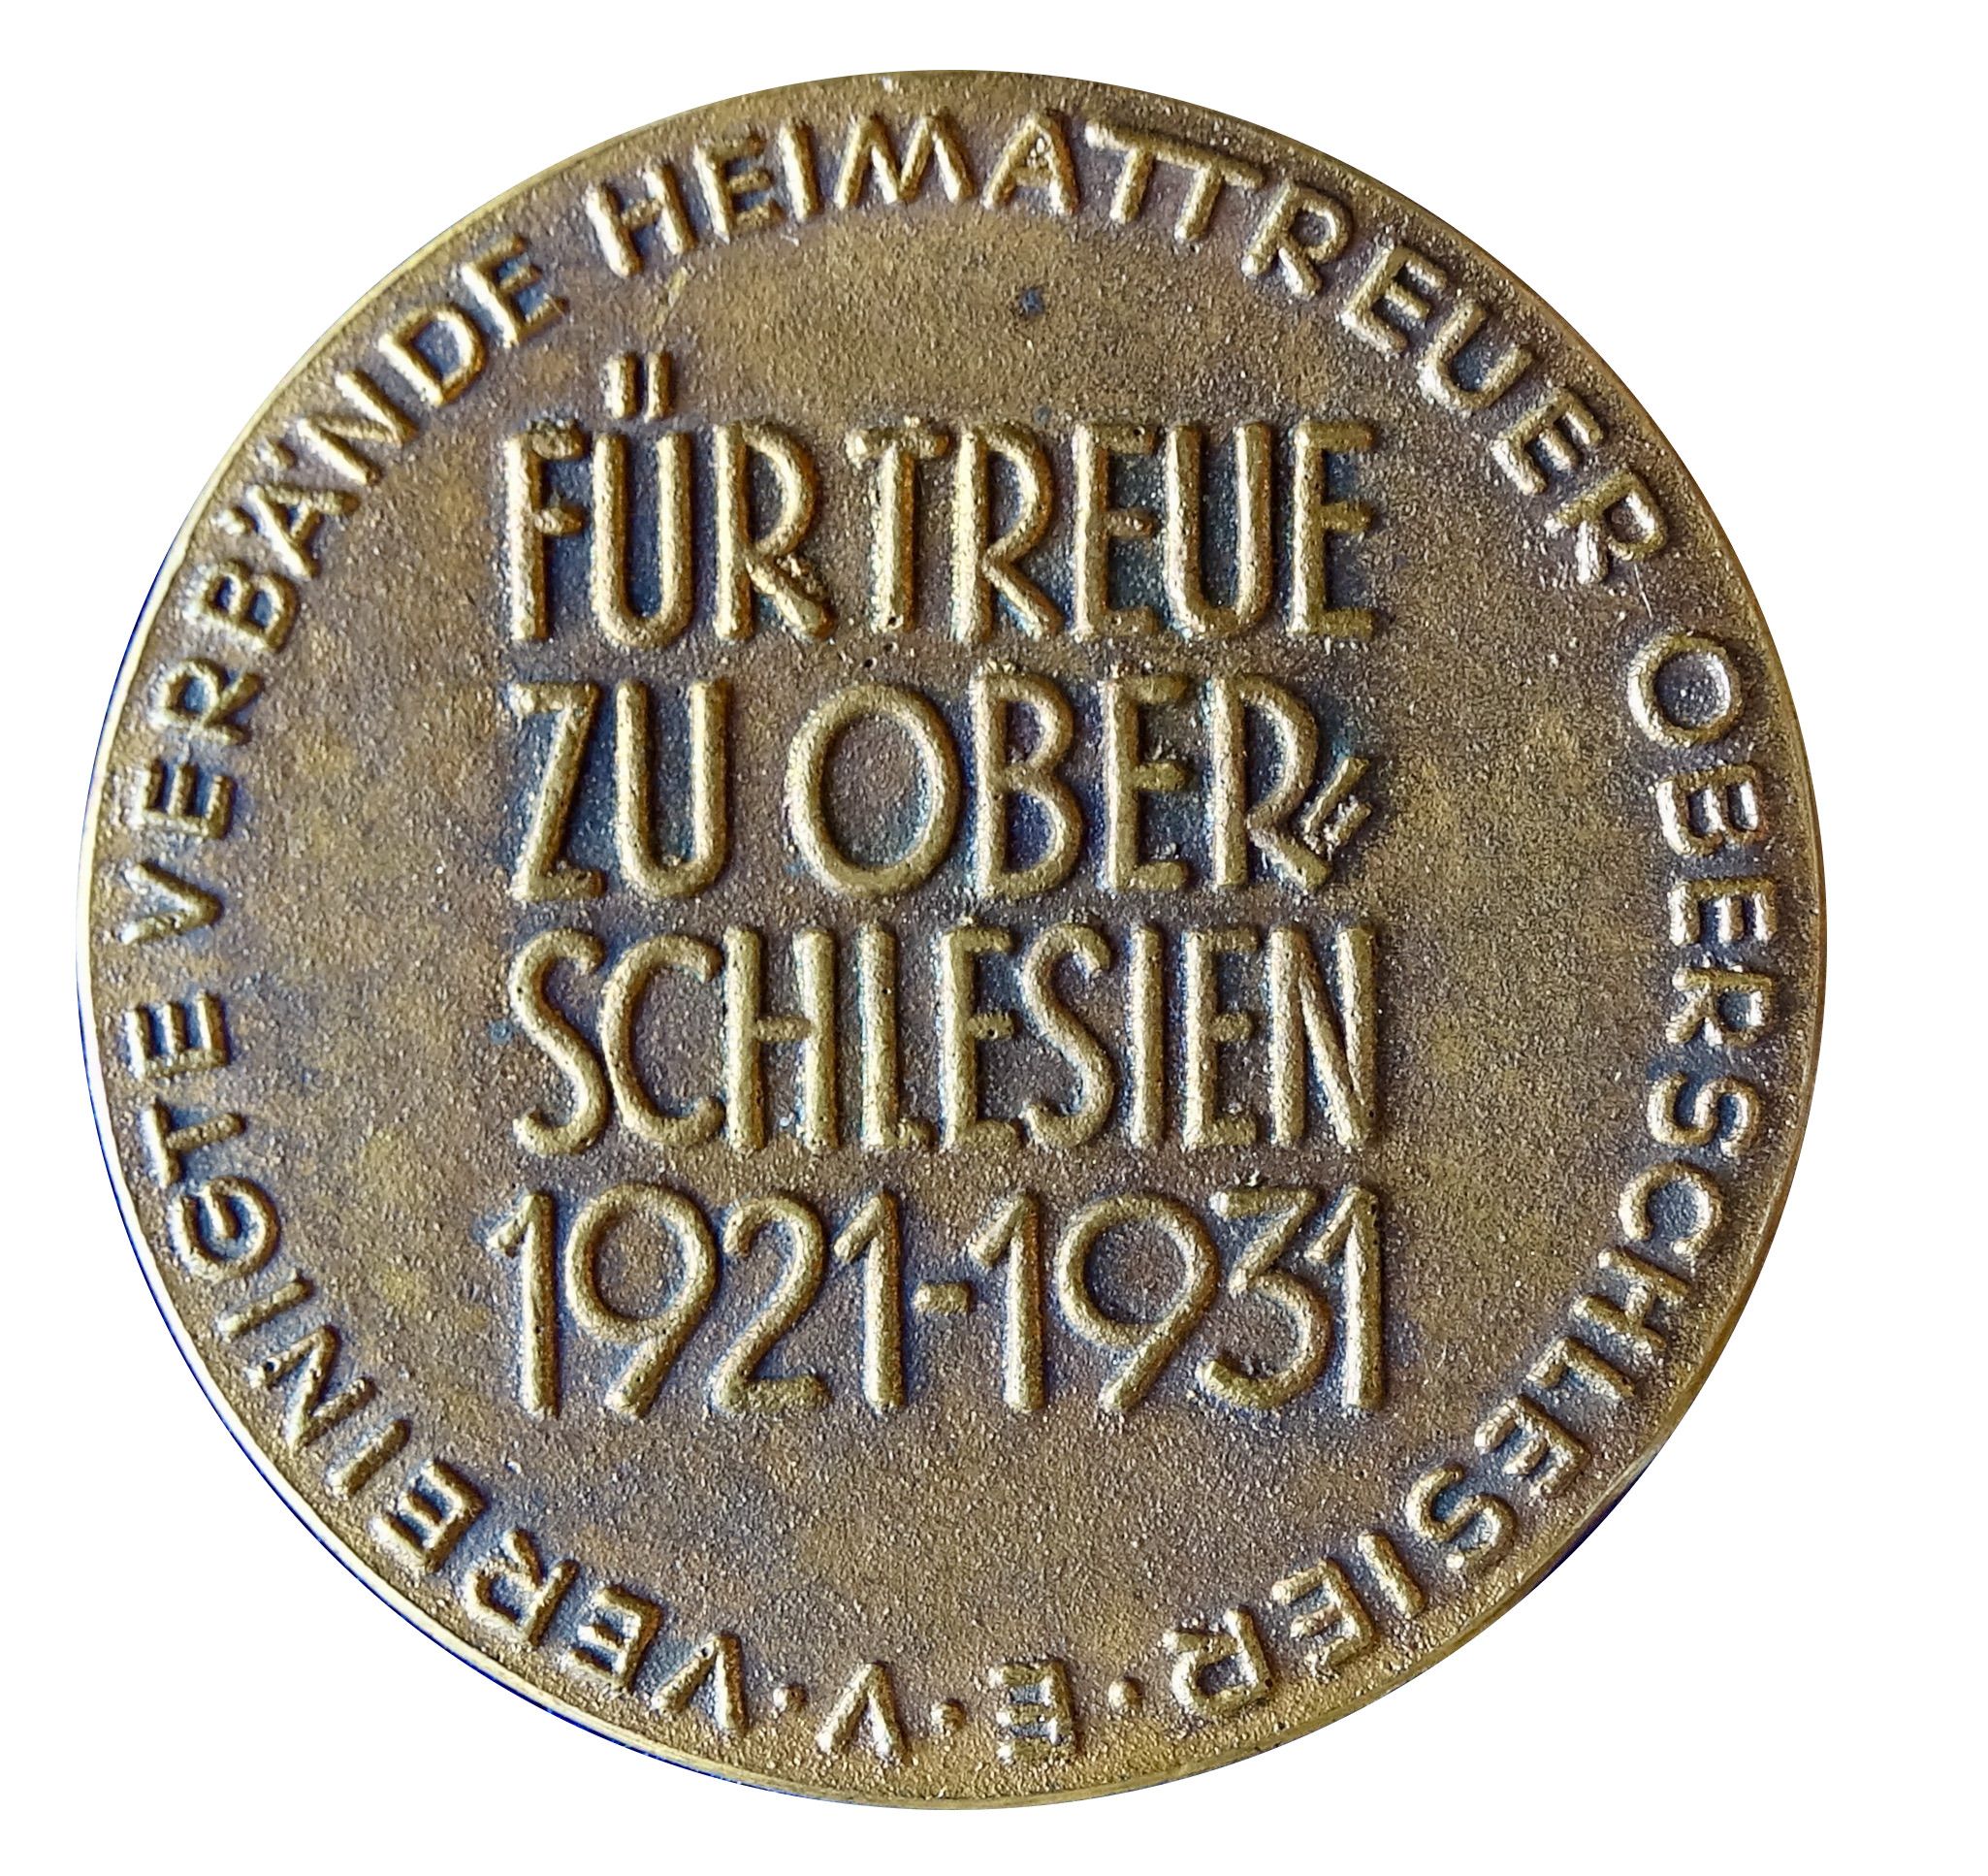 VEREINIGTE VERBÄNDE HEIMATTREUER OBERSCHLESIER·E·V·
FÜR TREUE
ZU OBER=
SCHLESIEN
1921-1931